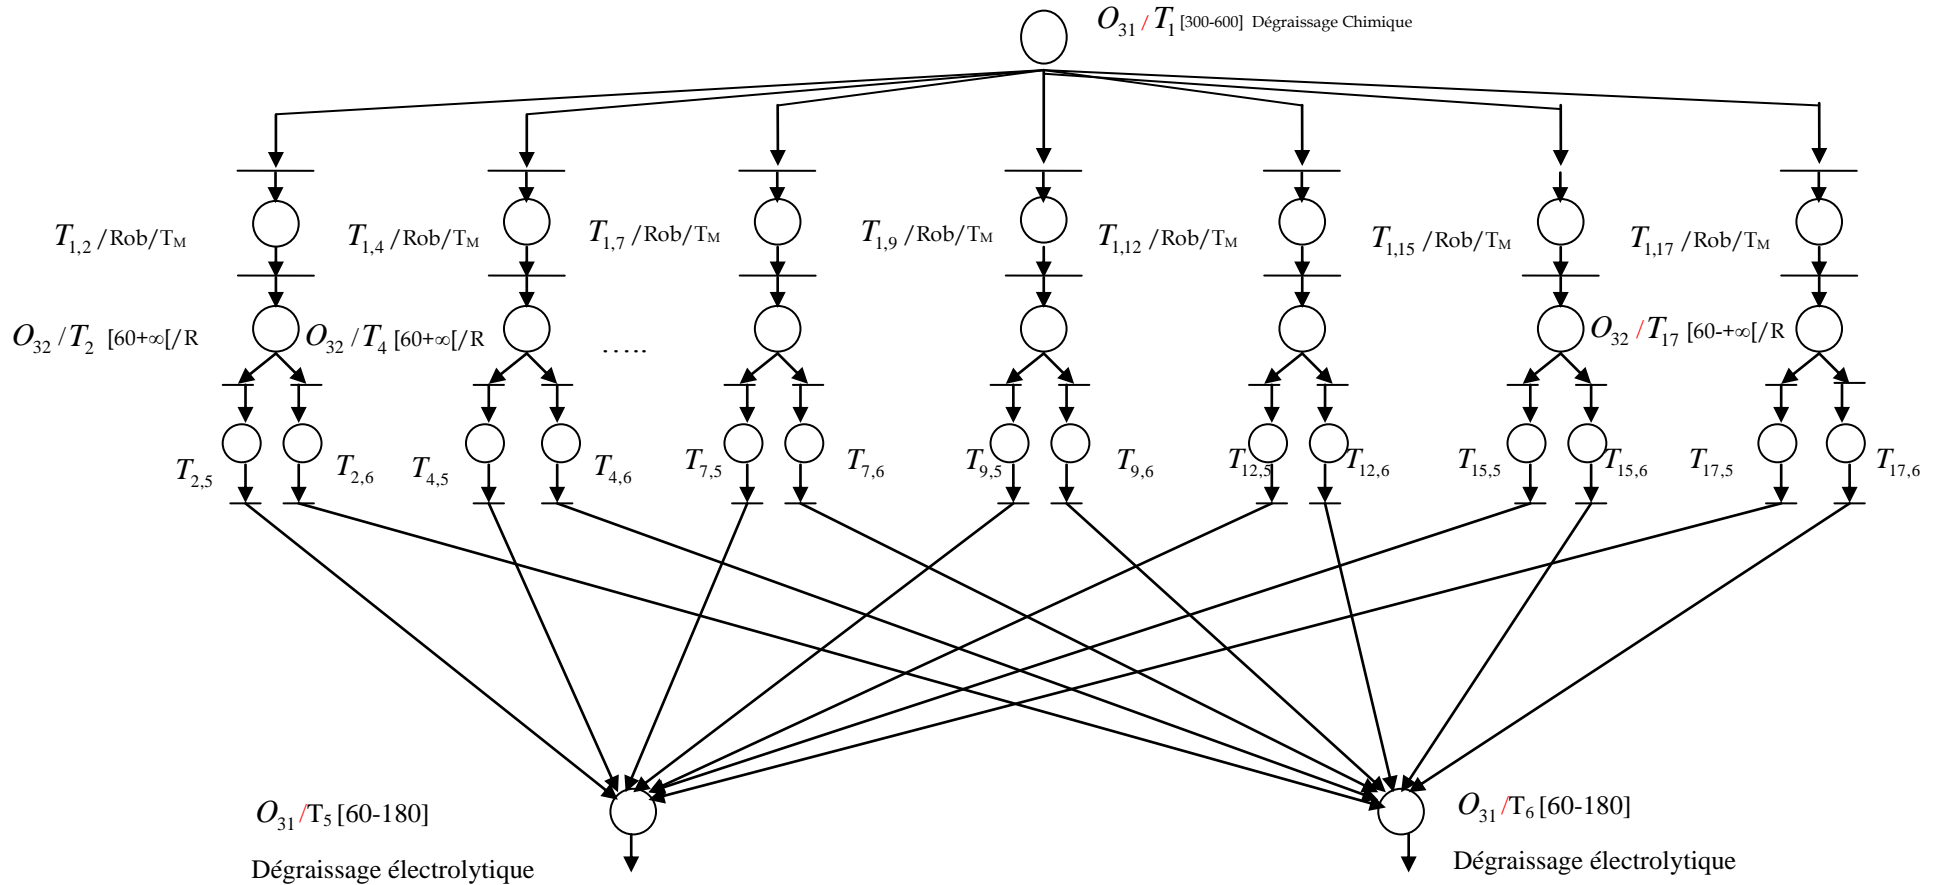 O31 / T1 [300-600] Dégraissage Chimique
T1,2 /Rob/TM
T1,4 /Rob/TM
T1,7 /Rob/TM
T1,9 /Rob/TM
T1,12 /Rob/TM
T1,15 /Rob/TM
T1,17 /Rob/TM
O32 /T2 [60+∞[/R
O32 /T4 [60+∞[/R
.....
O32 /T17 [60-+∞[/R
T2,5
T2,6
T4,5
T4,6
T7,5
T7,6
T9,5
T9,6
T12,5
T12,6
T15,5
T15,6
T17,5
T17,6
O31 /T5 [60-180]
Dégraissage électrolytique
O31 /T6 [60-180]
Dégraissage électrolytique